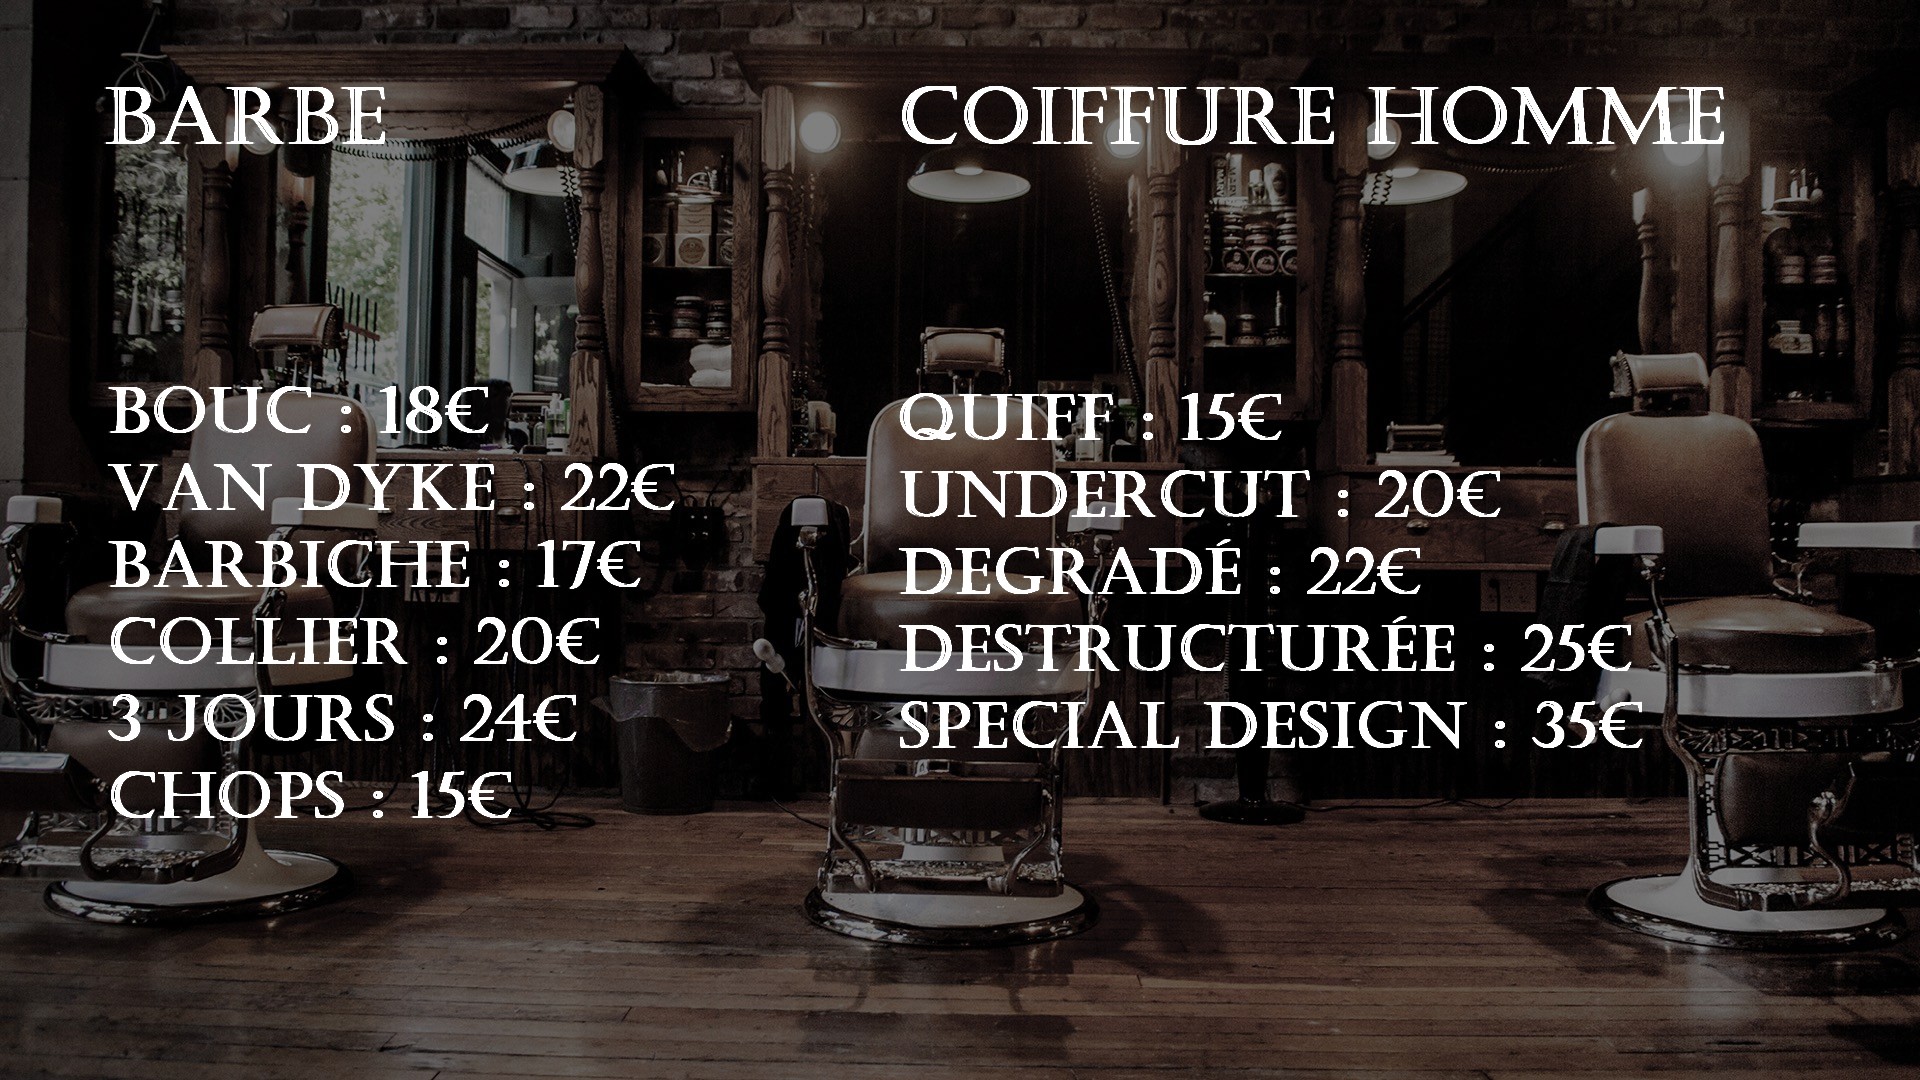 BARBE
BOUC : 18€
VAN DYKE : 22€
BARBICHE : 17€
COLLIER : 20€
3 JOURS : 24€
CHOPS : 15€
COIFFURE HOMME
QUIFF : 15€
UNDERCUT : 20€
DEGRADÉ : 22€
DESTRUCTURÉE : 25€
SPECIAL DESIGN : 35€